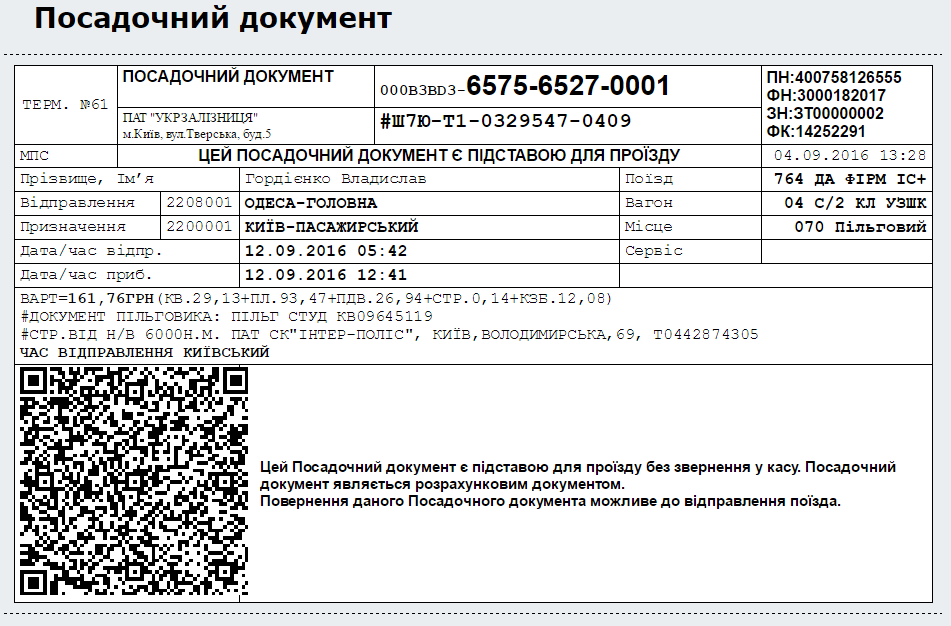 Посадочний документ
ТЕРМ. №61
ПОСАДОЧНИЙ ДОКУМЕНТ
000B3BD3-6575-6527-0001
ПН:400758126555
ФН:3000182017
ЗН:ЗТ00000002
ФК:14252291
ПАТ "УКРЗАЛІЗНИЦЯ"
м.Київ, вул.Тверська, буд.5
#Ш7Ю-Т1-0329547-0409
МПС ЦЕЙ ПОСАДОЧНИЙ ДОКУМЕНТ Є ПІДСТАВОЮ ДЛЯ ПРОЇЗДУ 04.09.2016 13:28
Прізвище, Ім’я Гордієнко Владислав Поїзд 764 ДА ФІРМ ІС+
Відправлення 2208001 ОДЕСА-ГОЛОВНА Вагон 04 С/2 КЛ УЗШК
Призначення 2200001 КИЇВ-ПАСАЖИРСЬКИЙ Місце 070 Пільговий
Дата/час відпр. 12.09.2016 05:42 Сервіс
Дата/час приб. 12.09.2016 12:41
ВАРТ=161,76ГРН(КВ.29,13+ПЛ.93,47+ПДВ.26,94+СТР.0,14+КЗБ.12,08)
#ДОКУМЕНТ ПІЛЬГОВИКА: ПІЛЬГ СТУД КВ09645119
#СТР.ВІД Н/В 6000Н.М. ПАТ СК"ІНТЕР-ПОЛІС", КИЇВ,ВОЛОДИМИРСЬКА,69, Т0442874305
ЧАС ВІДПРАВЛЕННЯ КИЇВСЬКИЙ
Цей Посадочний документ є підставою для проїзду без звернення у касу. Посадочний
документ являється розрахунковим документом.
Повернення даного Посадочного документа можливе до відправлення поїзда.